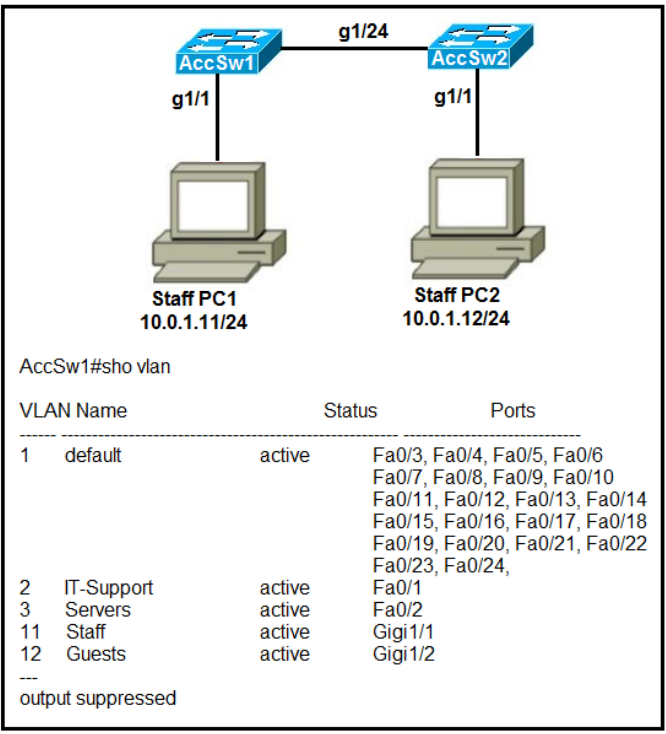 g1/24
AccSw1
AccSw2
g1/1
g1/1
Staff PC1
10.0.1.11/24
Staff PC2
10.0.1.12/24
AccSw1#sho vlan
VLAN Name Status Ports
------ ------------------------------------------- ----------------------
1 default active Fa0/3, Fa0/4, Fa0/5, Fa0/6
Fa0/7, Fa0/8, Fa0/9, Fa0/10
Fa0/11, Fa0/12, Fa0/13, Fa0/14
Fa0/15, Fa0/16, Fa0/17, Fa0/18
Fa0/19, Fa0/20, Fa0/21, Fa0/22
Fa0/23, Fa0/24,
2 IT-Support active Fa0/1
3 Servers active Fa0/2
11 Staff active Gigi1/1
12 Guests active Gigi1/2
---
output suppressed